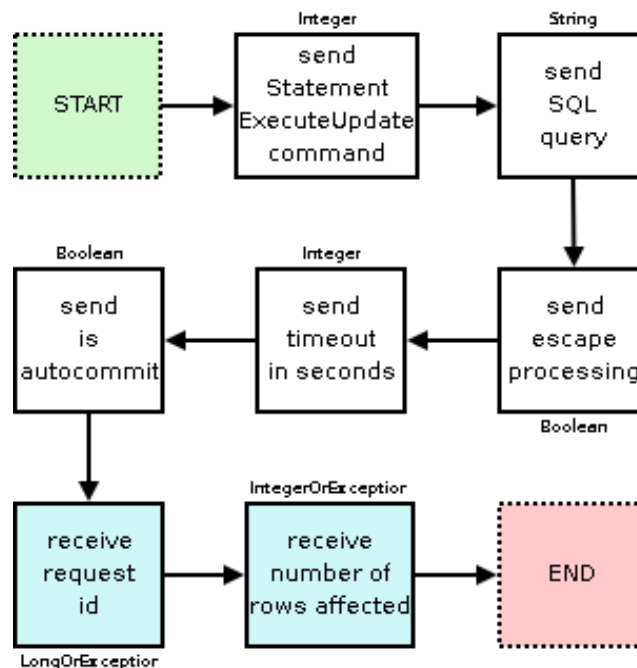 Integer
String
START
send
Statement
ExecuteUpdate
command
send
SQL
query
Boolean
Integer
send
is
autocommit
send
timeout
in seconds
send
escape
processing
Boolean
IntegerOrException
receive
request
id
receive
number of
rows affected
END
LongOrException